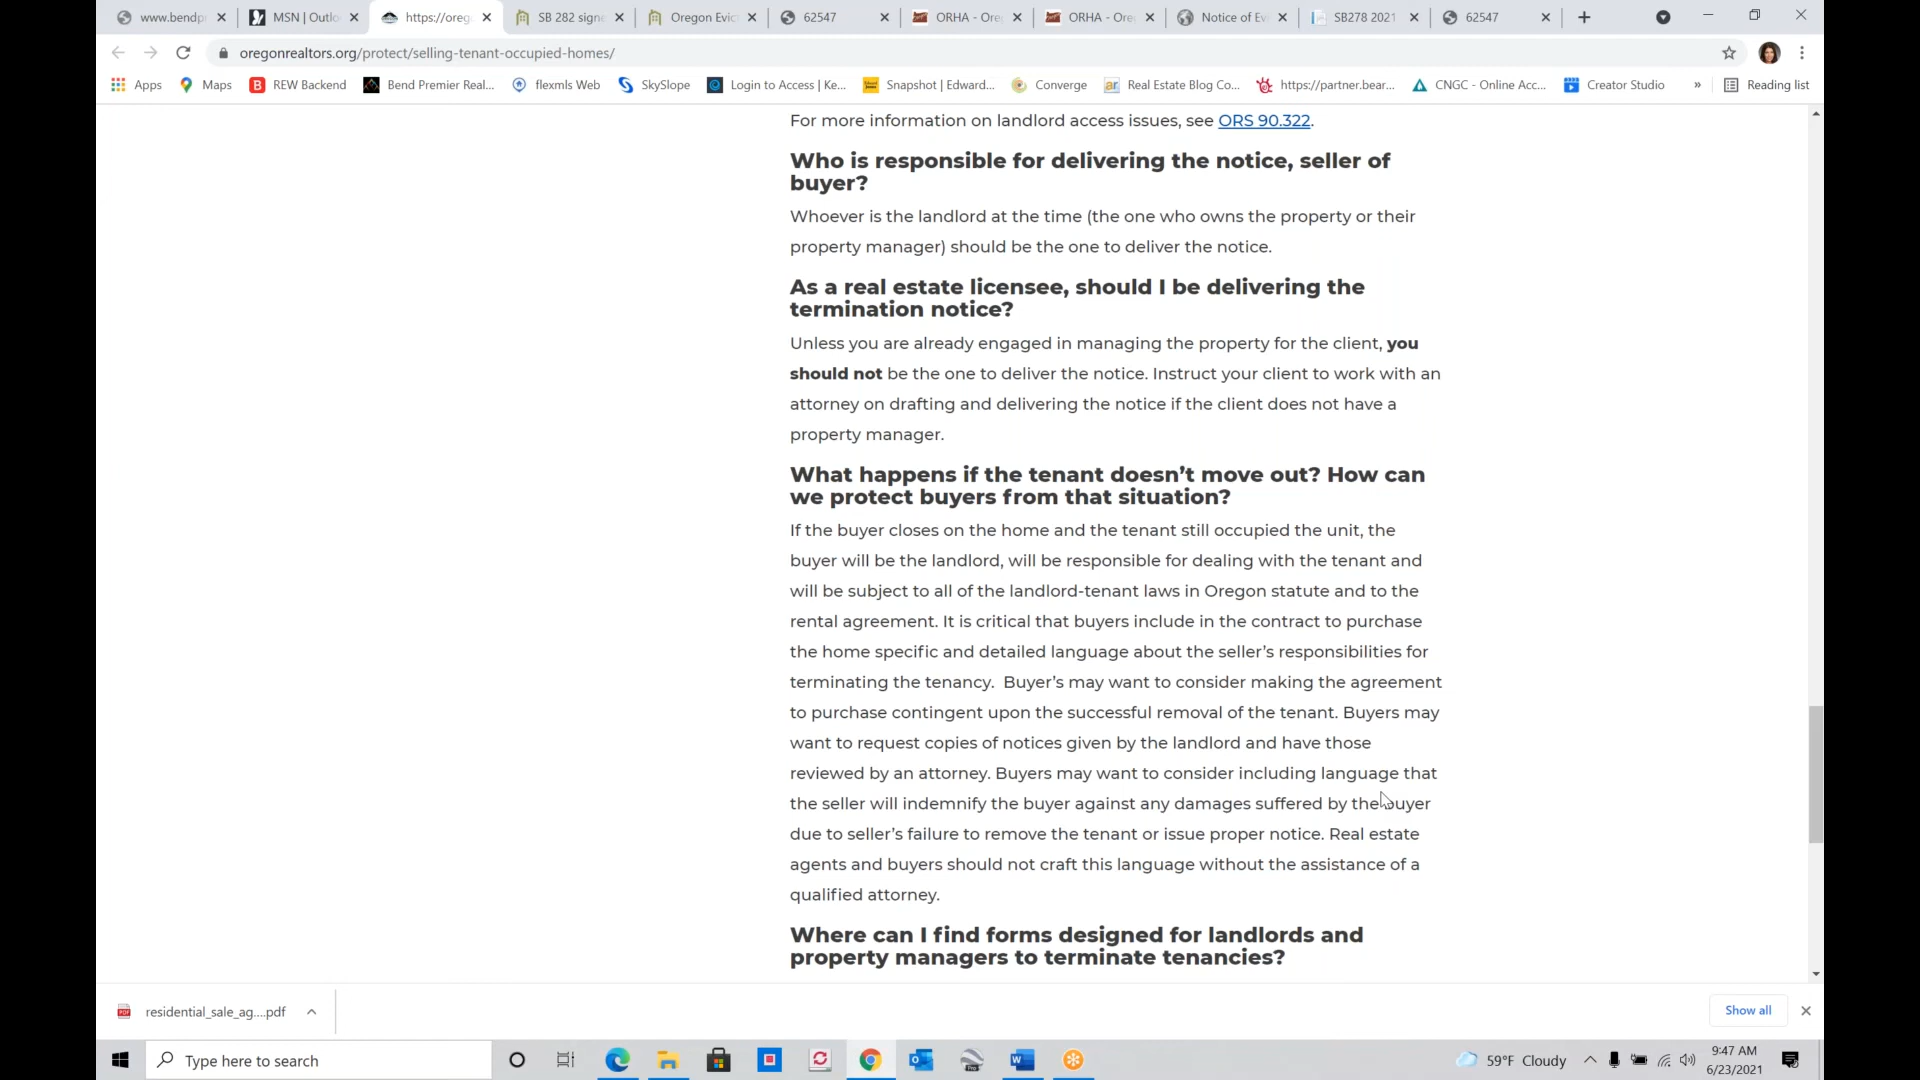 www.bendpr
MSN | Outlo
https://oreg
SB 282 signe
Oregon Evic
62547
ORHA - Ore
ORHA - Ore
Notice of Ev
SB278 2021
62547
oregonrealtors.org/protect/selling-tenant-occupied-homes/
Apps
Maps
REW Backend
Bend Premier Real...
flexmls Web
SkySlope
Login to Access | Ke...
Snapshot | Edward...
Converge
Real Estate Blog Co...
https://partner.bear...
CNGC - Online Acc...
Creator Studio
»
Reading list
For more information on landlord access issues, see ORS 90.322.
Who is responsible for delivering the notice, seller of
buyer?
Whoever is the landlord at the time (the one who owns the property or their
property manager) should be the one to deliver the notice.
As a real estate licensee, should I be delivering the
termination notice?
Unless you are already engaged in managing the property for the client, you
should not be the one to deliver the notice. Instruct your client to work with an
attorney on drafting and delivering the notice if the client does not have a
property manager.
What happens if the tenant doesn’t move out? How can
we protect buyers from that situation?
If the buyer closes on the home and the tenant still occupied the unit, the
buyer will be the landlord, will be responsible for dealing with the tenant and
will be subject to all of the landlord-tenant laws in Oregon statute and to the
rental agreement. It is critical that buyers include in the contract to purchase
the home specific and detailed language about the seller’s responsibilities for
terminating the tenancy.  Buyer’s may want to consider making the agreement
to purchase contingent upon the successful removal of the tenant. Buyers may
want to request copies of notices given by the landlord and have those
reviewed by an attorney. Buyers may want to consider including language that
the seller will indemnify the buyer against any damages suffered by the buyer
due to seller’s failure to remove the tenant or issue proper notice. Real estate
agents and buyers should not craft this language without the assistance of a
qualified attorney.
Where can I find forms designed for landlords and
property managers to terminate tenancies?
residential_sale_ag....pdf
Show all
Type here to search
59°F Cloudy
9:47 AM
6/23/2021